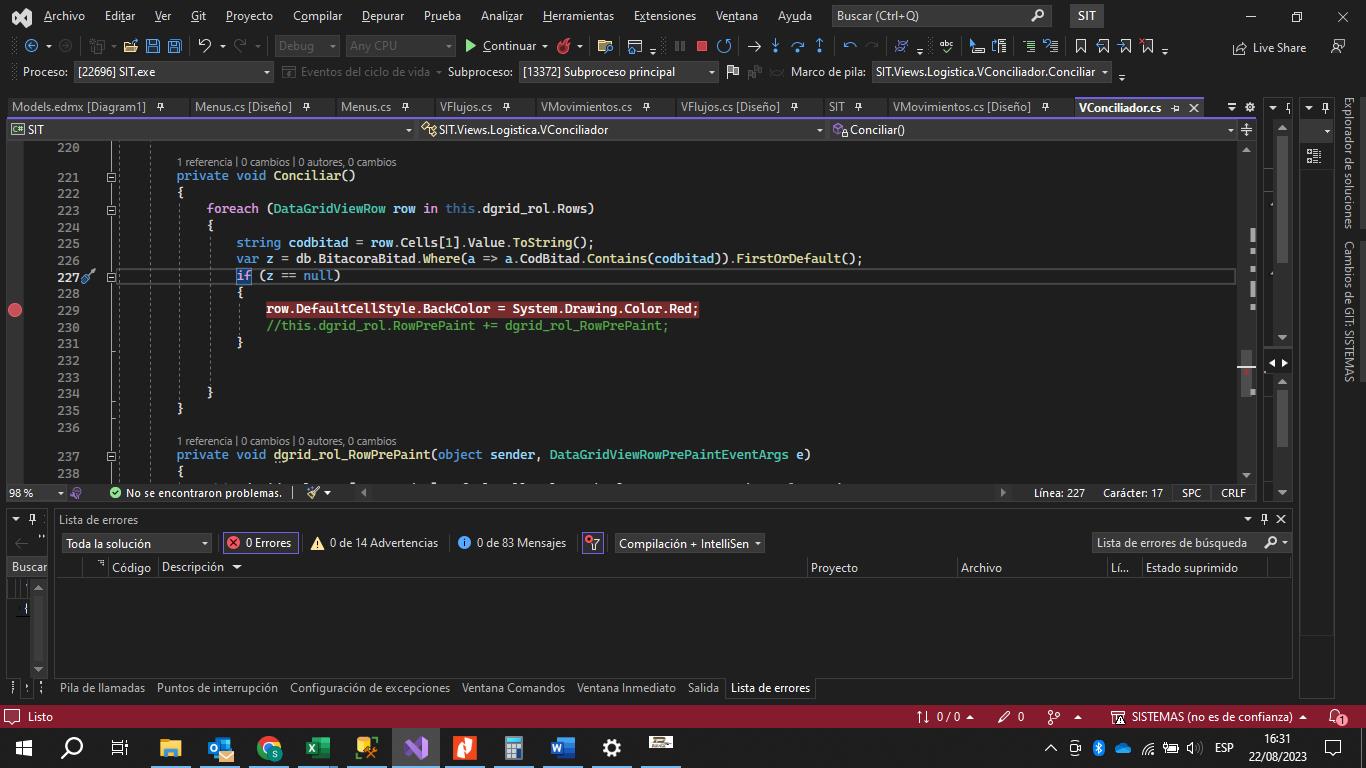 Archivo Editar Ver Git Proyecto Compilar Depurar Prueba Analizar Herramientas Extensiones Ventana Ayuda Buscar (Ctrl+Q) SIT
Debug Any CPU Continuar Live Share
Proceso: [22696] SIT.exe Eventos del ciclo de vida Subproceso: [13372] Subproceso principal Marco de pila: SIT.Views.Logistica.VConciliador.Conciliar
Models.edmx [Diagram1] Menus.cs [Diseño] Menus.cs VFlujos.cs VMovimientos.cs VFlujos.cs [Diseño] SIT VMovimientos.cs [Diseño] VConciliador.cs
SIT SIT.Views.Logistica.VConciliador Conciliar()
220
1 referencia | 0 cambios | 0 autores, 0 cambios
221 private void Conciliar()
222 {
223 foreach (DataGridViewRow row in this.dgrid_rol.Rows)
224 {
225 string codbitad = row.Cells[1].Value.ToString();
226 var z = db.BitacoraBitad.Where(a => a.CodBitad.Contains(codbitad)).FirstOrDefault();
227 if (z == null)
228 {
229 row.DefaultCellStyle.BackColor = System.Drawing.Color.Red;
230 //this.dgrid_rol.RowPrePaint += dgrid_rol_RowPrePaint;
231 }
232
233
234 }
235 }
236
1 referencia | 0 cambios | 0 autores, 0 cambios
237 private void dgrid_rol_RowPrePaint(object sender, DataGridViewRowPrePaintEventArgs e)
238 {
98 % No se encontraron problemas. Línea: 227 Carácter: 17 SPC CRLF
Explorador de soluciones
Cambios de GIT: SISTEMAS
Lista de errores
Toda la solución 0 Errores 0 de 14 Advertencias 0 de 83 Mensajes Compilación + IntelliSen Lista de errores de búsqueda
Buscar
Código Descripción Proyecto Archivo Lí... Estado suprimido
Pila de llamadas Puntos de interrupción Configuración de excepciones Ventana Comandos Ventana Inmediato Salida Lista de errores
Listo 0 / 0 0 SISTEMAS (no es de confianza) 1
ESP 16:31
22/08/2023